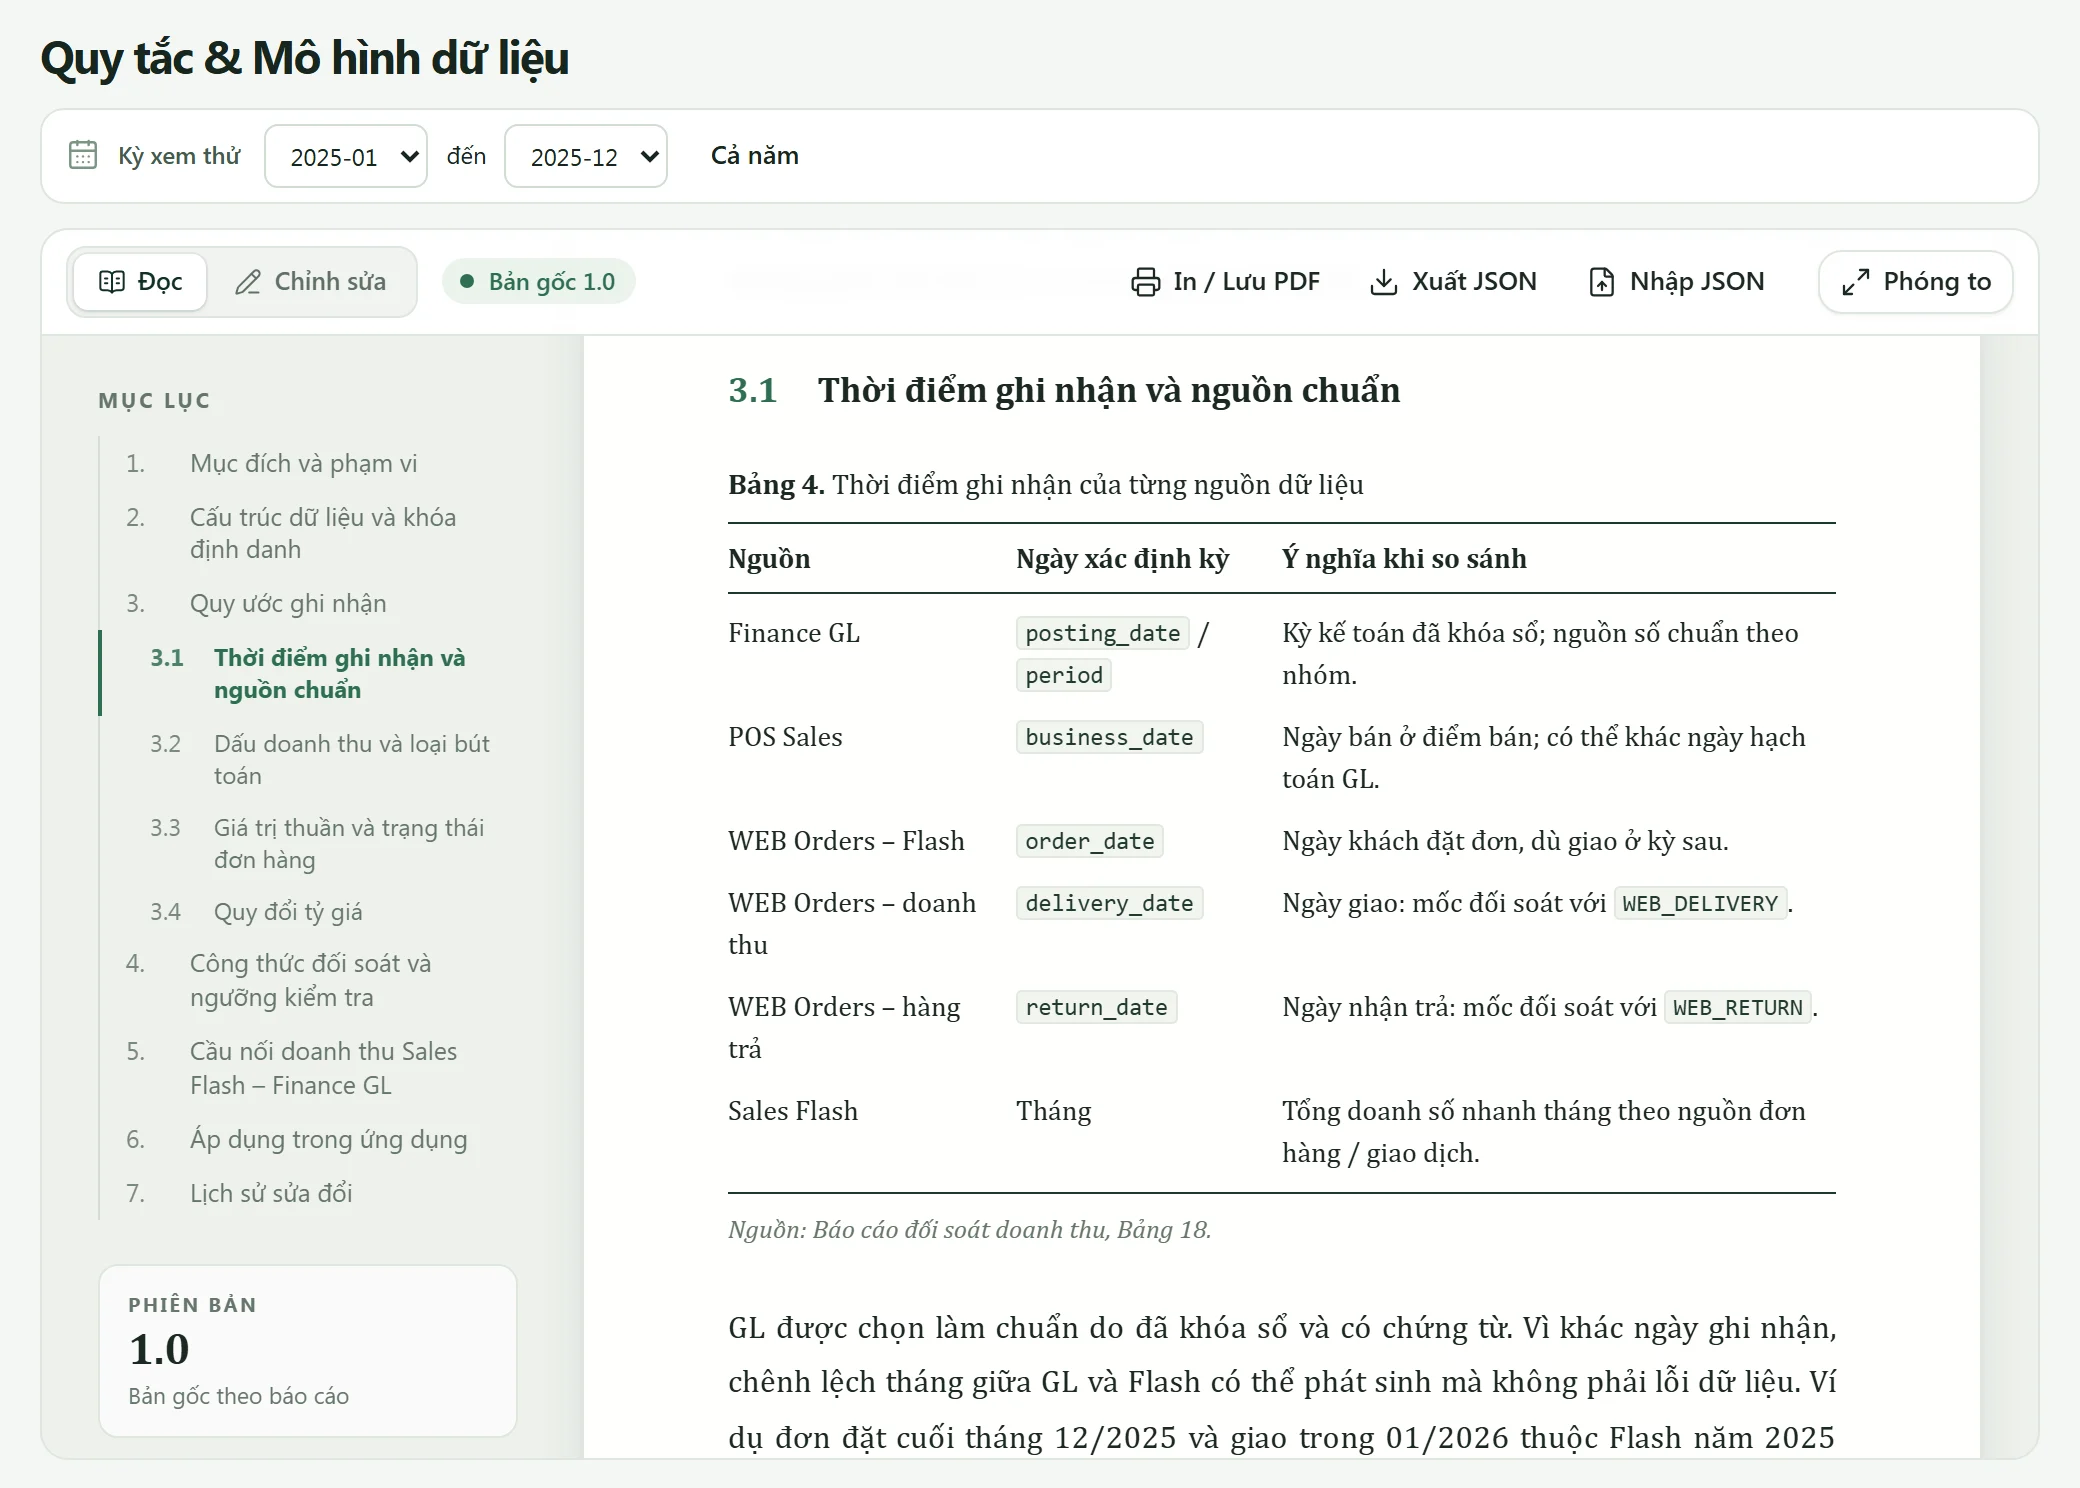 Quy tắc & Mô hình dữ liệu
Kỳ xem thử 2025-01 đến 2025-12 Cả năm
Đọc Chỉnh sửa Bản gốc 1.0 In / Lưu PDF Xuất JSON Nhập JSON Phóng to
MỤC LỤC
1. Mục đích và phạm vi
2. Cấu trúc dữ liệu và khóa
định danh
3. Quy ước ghi nhận
3.1 Thời điểm ghi nhận và
nguồn chuẩn
3.2 Dấu doanh thu và loại bút
toán
3.3 Giá trị thuần và trạng thái
đơn hàng
3.4 Quy đổi tỷ giá
4. Công thức đối soát và
ngưỡng kiểm tra
5. Cầu nối doanh thu Sales
Flash – Finance GL
6. Áp dụng trong ứng dụng
7. Lịch sử sửa đổi
PHIÊN BẢN
1.0
Bản gốc theo báo cáo
3.1 Thời điểm ghi nhận và nguồn chuẩn
Bảng 4. Thời điểm ghi nhận của từng nguồn dữ liệu
Nguồn Ngày xác định kỳ Ý nghĩa khi so sánh
Finance GL posting_date / Kỳ kế toán đã khóa sổ; nguồn số chuẩn theo
period nhóm.
POS Sales business_date Ngày bán ở điểm bán; có thể khác ngày hạch
toán GL.
WEB Orders – Flash order_date Ngày khách đặt đơn, dù giao ở kỳ sau.
WEB Orders – doanh delivery_date Ngày giao: mốc đối soát với WEB_DELIVERY.
thu
WEB Orders – hàng return_date Ngày nhận trả: mốc đối soát với WEB_RETURN.
trả
Sales Flash Tháng Tổng doanh số nhanh tháng theo nguồn đơn
hàng / giao dịch.
Nguồn: Báo cáo đối soát doanh thu, Bảng 18.
GL được chọn làm chuẩn do đã khóa sổ và có chứng từ. Vì khác ngày ghi nhận,
chênh lệch tháng giữa GL và Flash có thể phát sinh mà không phải lỗi dữ liệu. Ví
dụ đơn đặt cuối tháng 12/2025 và giao trong 01/2026 thuộc Flash năm 2025